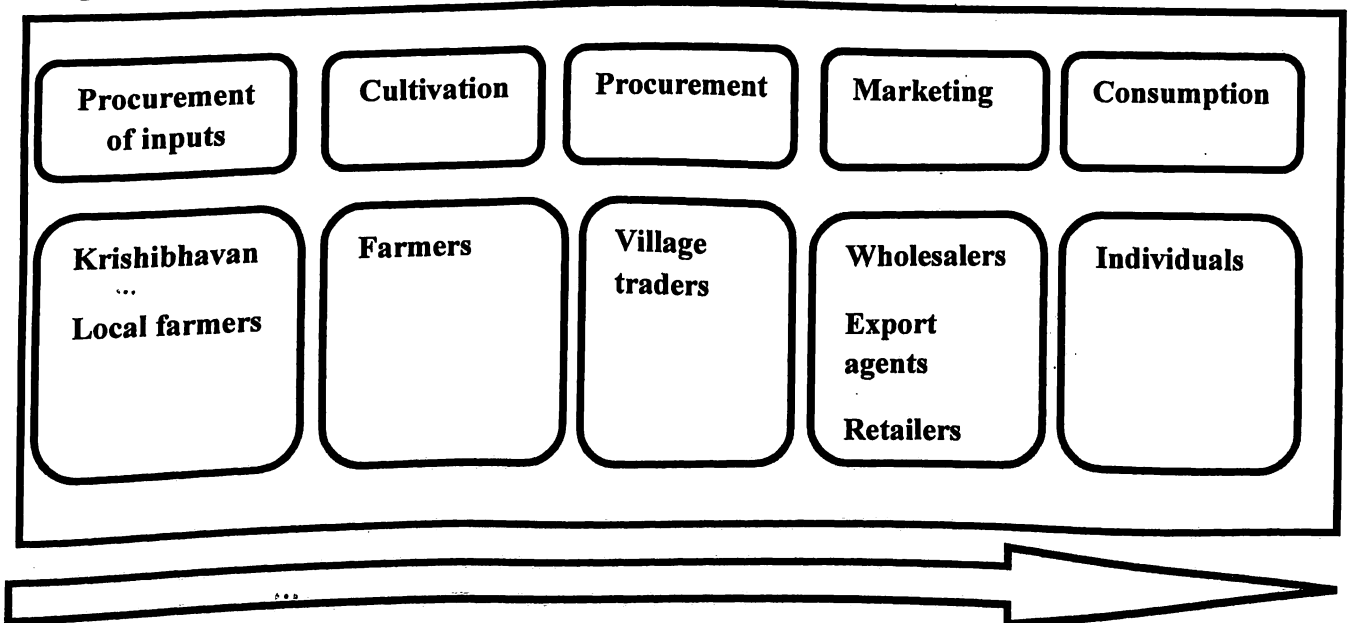 Procurement
of inputs
Cultivation
Procurement
Marketing
Consumption
Krishibhavan
Local farmers
Farmers
Village
traders
Wholesalers
Export
agents
Retailers
Individuals